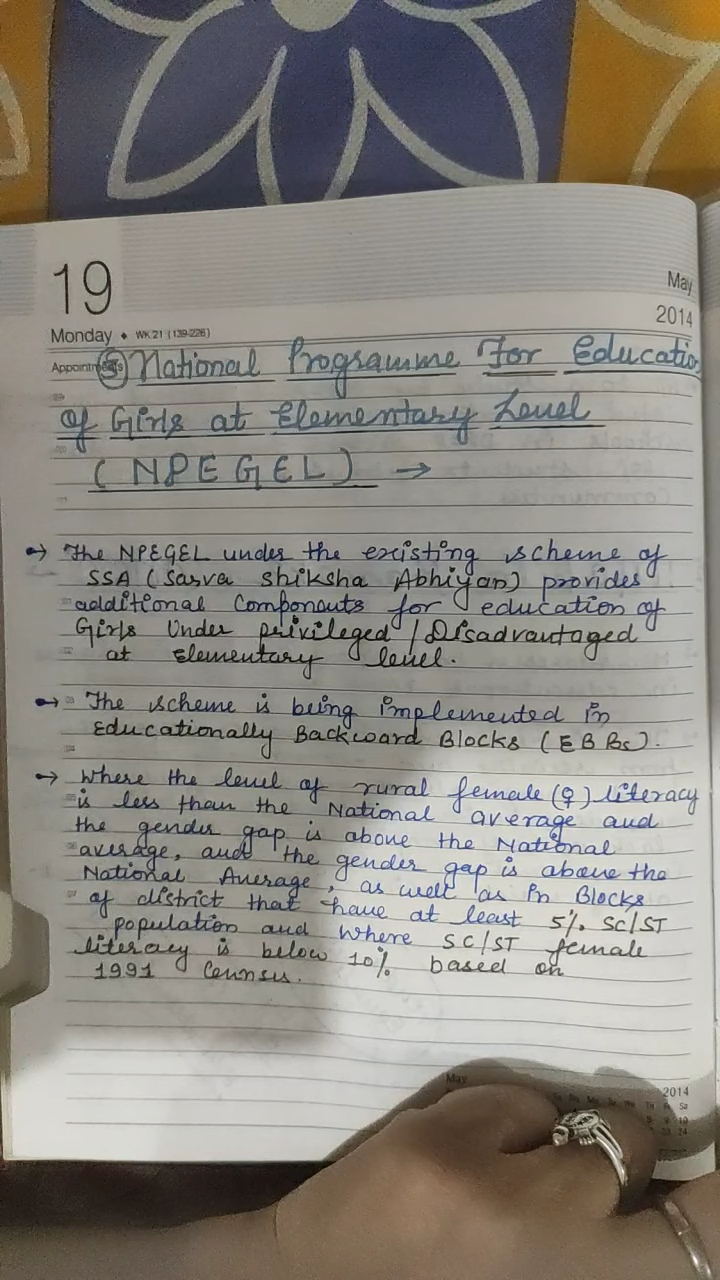 19
May
2014
Monday ♦ WK 21 (139-226)
Appointments
(5) National Programme For Educatio
Of Girls at Elementary Level
(NPEGEL) →
→ The NPEGEL under the existing scheme of
SSA (Sarva Shiksha Abhiyan) provides
additional Componauts for education of
Girls Under privileged / Disadvantaged
at elementary level.
→ The scheme is being implemented in
Educationally Backward Blocks (EBBs).
→ Where the level of rural female (♀) literacy
is less than the National average and
the gender gap is above the National
average, and the gender gap is above the
National Average, as well as in Blocks
of district that have at least 5% SC/ST
population and where SC/ST female
literacy is below 10% based on
1991 Counsus.
May
2014